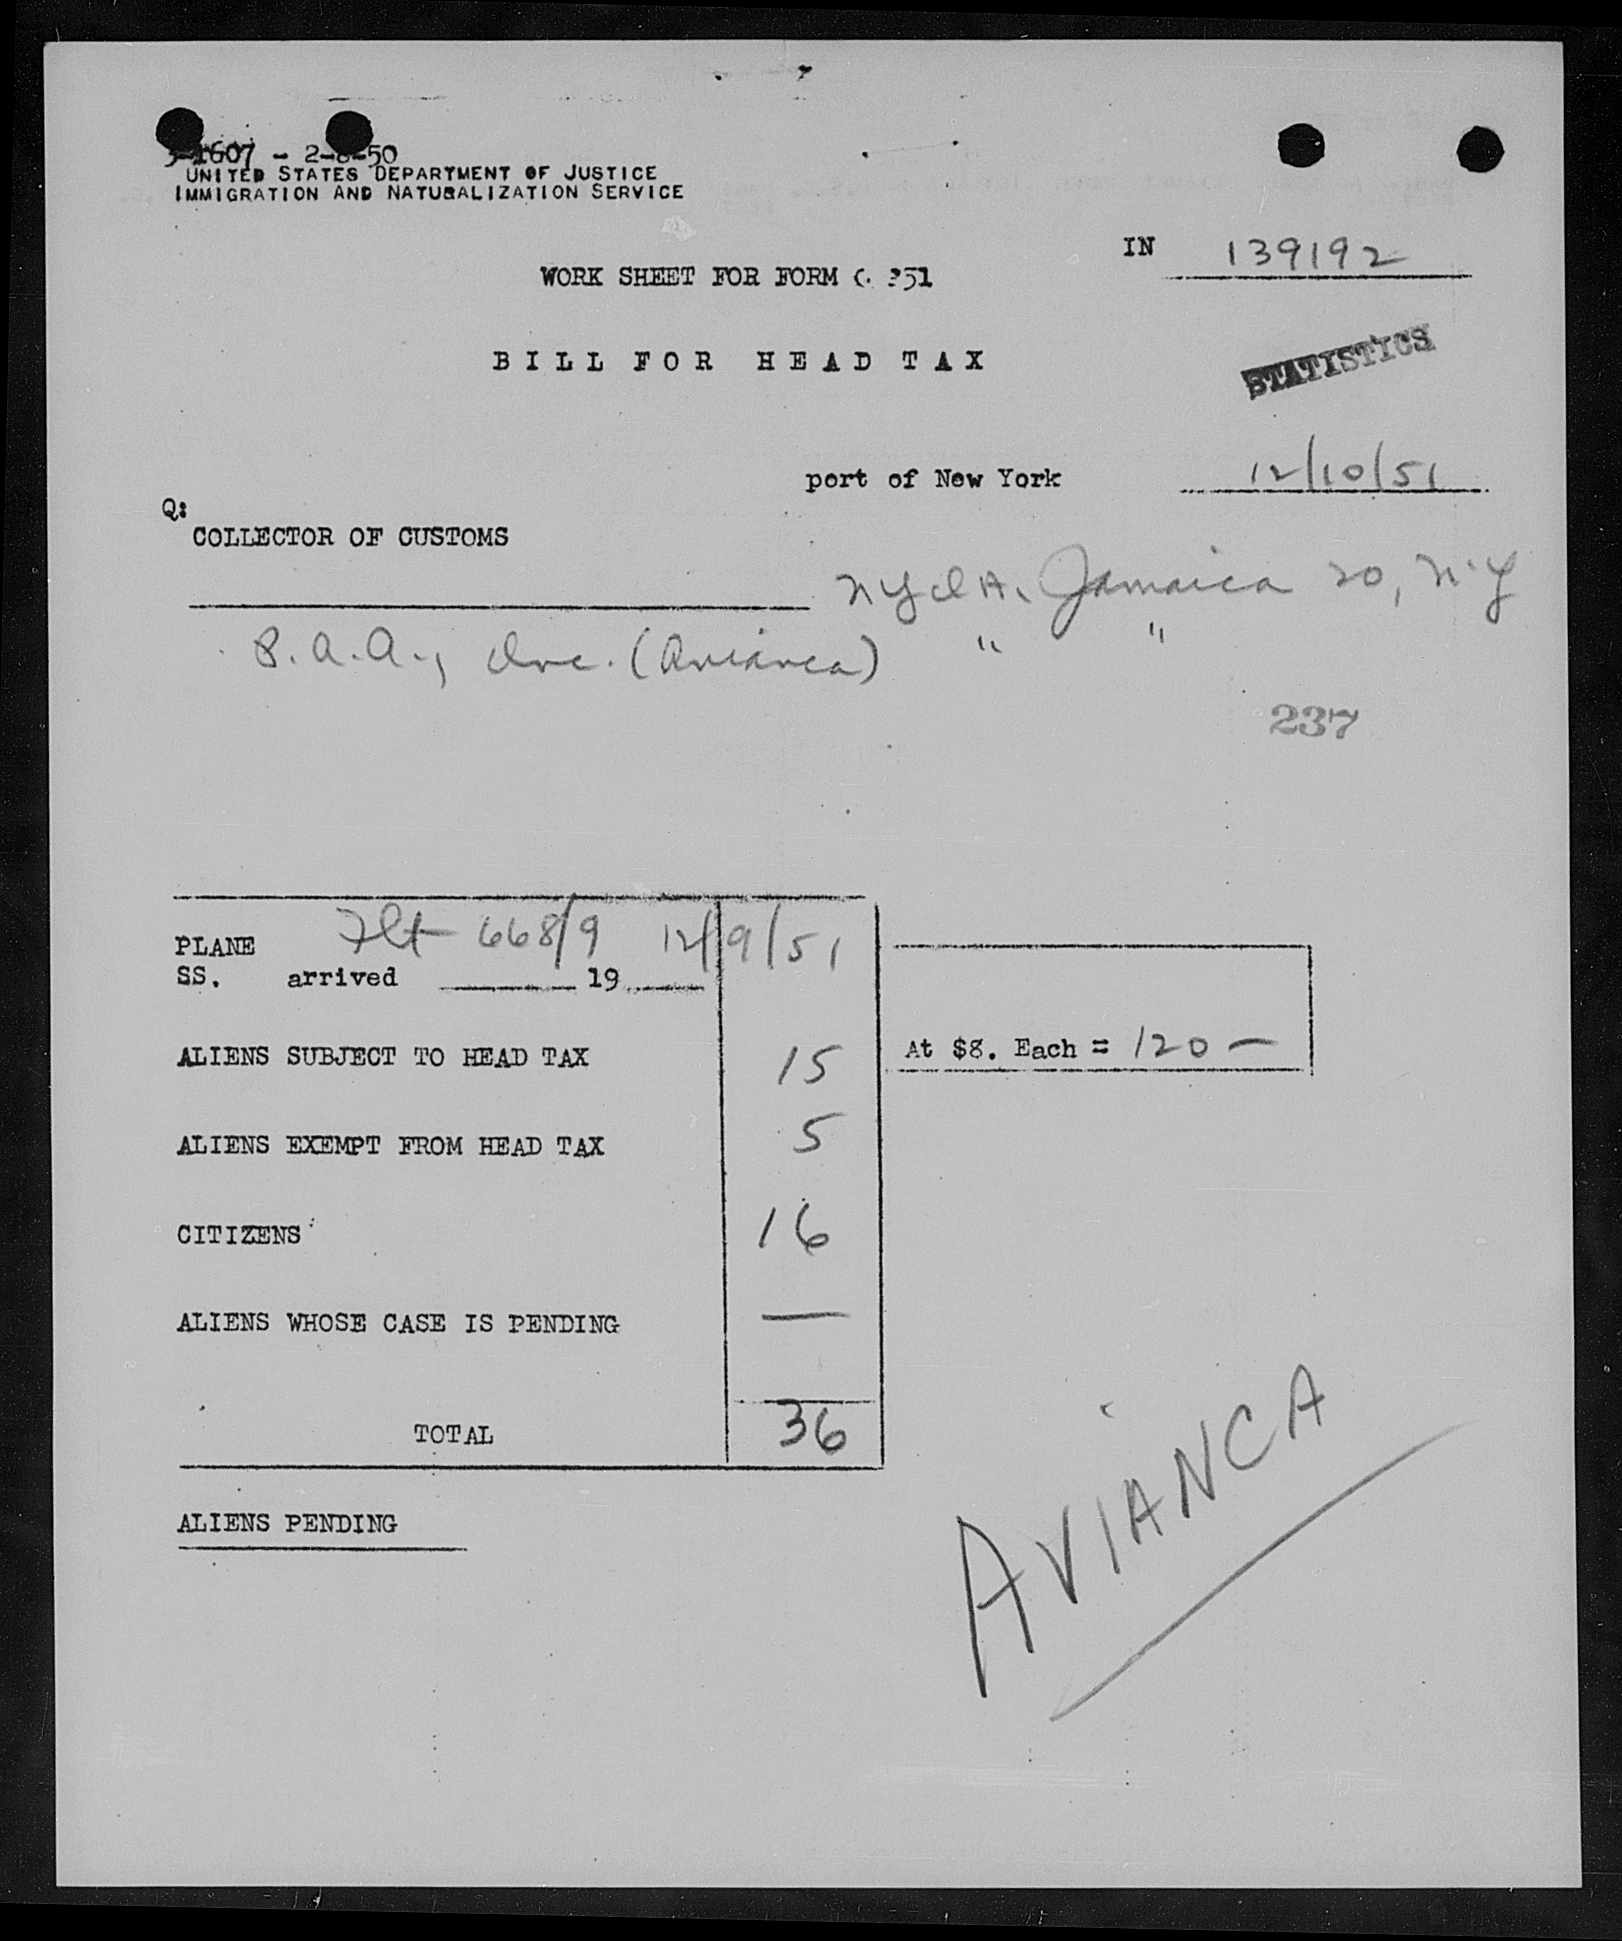 -1607 - 2-8-50
UNITED STATES DEPARTMENT OF JUSTICE
IMMIGRATION AND NATURALIZATION SERVICE
IN 139192
WORK SHEET FOR FORM 51
BILL FOR HEAD TAX
STATISTICS
port of New York 12/10/51
Q:
COLLECTOR OF CUSTOMS
NYIA, Jamaica 20, N.Y
P.A.A., Inc. (Avianca) " "
237
PLANE Flt 668/9 12/9/51
SS. arrived 19
ALIENS SUBJECT TO HEAD TAX 15 At $8. Each = 120 —
ALIENS EXEMPT FROM HEAD TAX 5
CITIZENS 16
ALIENS WHOSE CASE IS PENDING —
TOTAL 36
ALIENS PENDING
AVIANCA